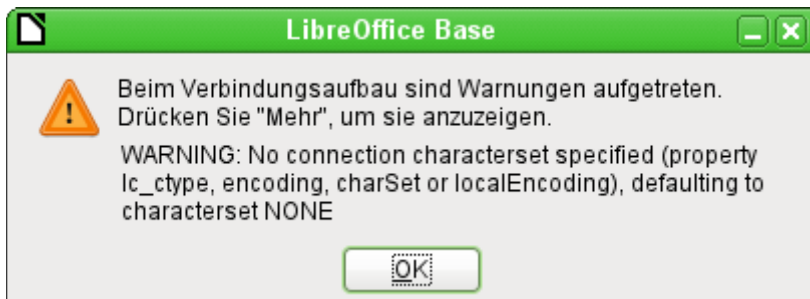 LibreOffice Base
Beim Verbindungsaufbau sind Warnungen aufgetreten.
Drücken Sie "Mehr", um sie anzuzeigen.
WARNING: No connection characterset specified (property
lc_ctype, encoding, charSet or localEncoding), defaulting to
characterset NONE
OK